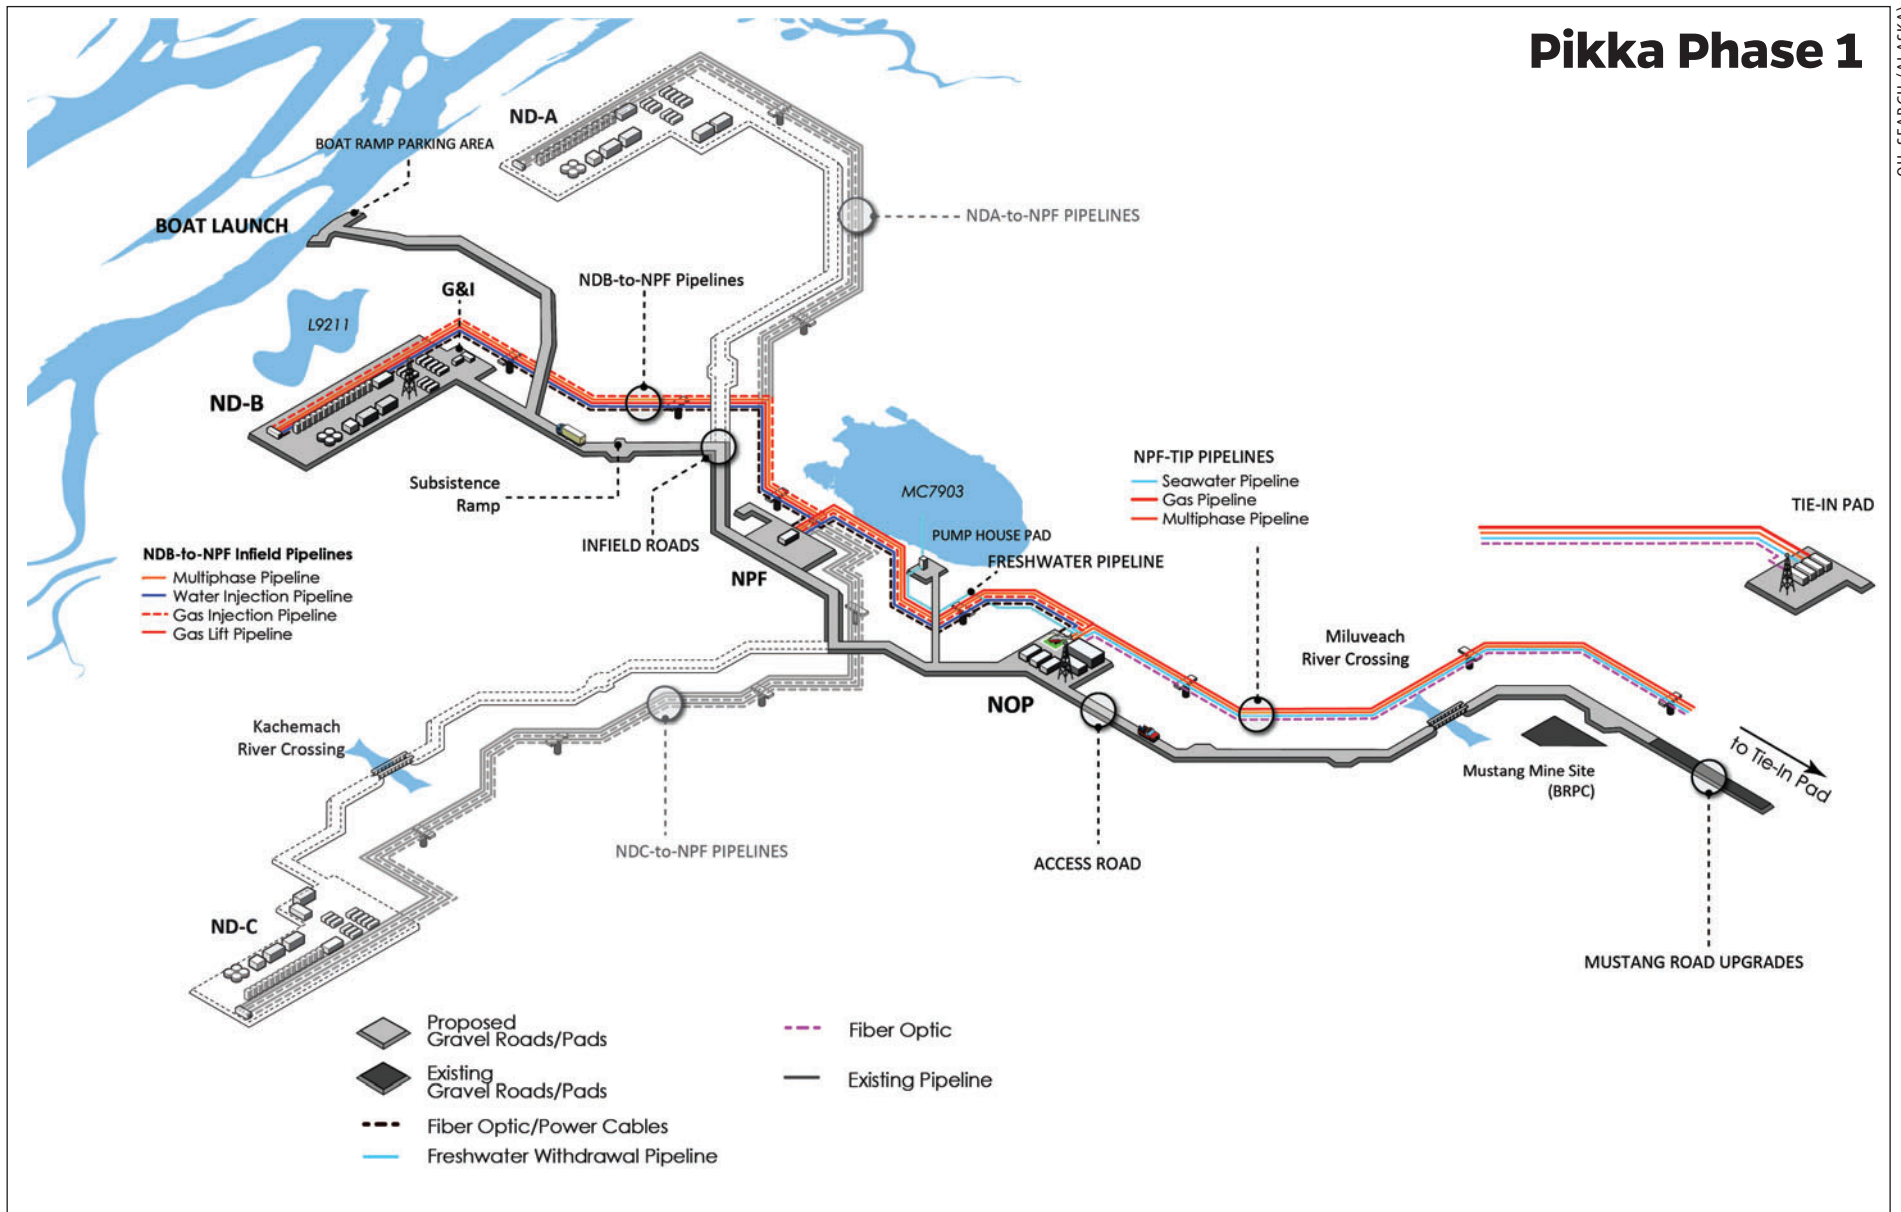 Pikka Phase 1
OIL SEARCH (ALASKA)
ND-A
BOAT RAMP PARKING AREA
BOAT LAUNCH
NDA-to-NPF PIPELINES
G&I
NDB-to-NPF Pipelines
L9211
ND-B
Subsistence
Ramp
INFIELD ROADS
MC7903
NPF-TIP PIPELINES
Seawater Pipeline
Gas Pipeline
Multiphase Pipeline
TIE-IN PAD
PUMP HOUSE PAD
FRESHWATER PIPELINE
NDB-to-NPF Infield Pipelines
Multiphase Pipeline
Water Injection Pipeline
Gas Injection Pipeline
Gas Lift Pipeline
NPF
Miluveach
River Crossing
NOP
Kachemach
River Crossing
Mustang Mine Site
(BRPC)
to Tie-In Pad
NDC-to-NPF PIPELINES
ACCESS ROAD
ND-C
MUSTANG ROAD UPGRADES
Proposed
Gravel Roads/Pads
Existing
Gravel Roads/Pads
Fiber Optic/Power Cables
Freshwater Withdrawal Pipeline
Fiber Optic
Existing Pipeline